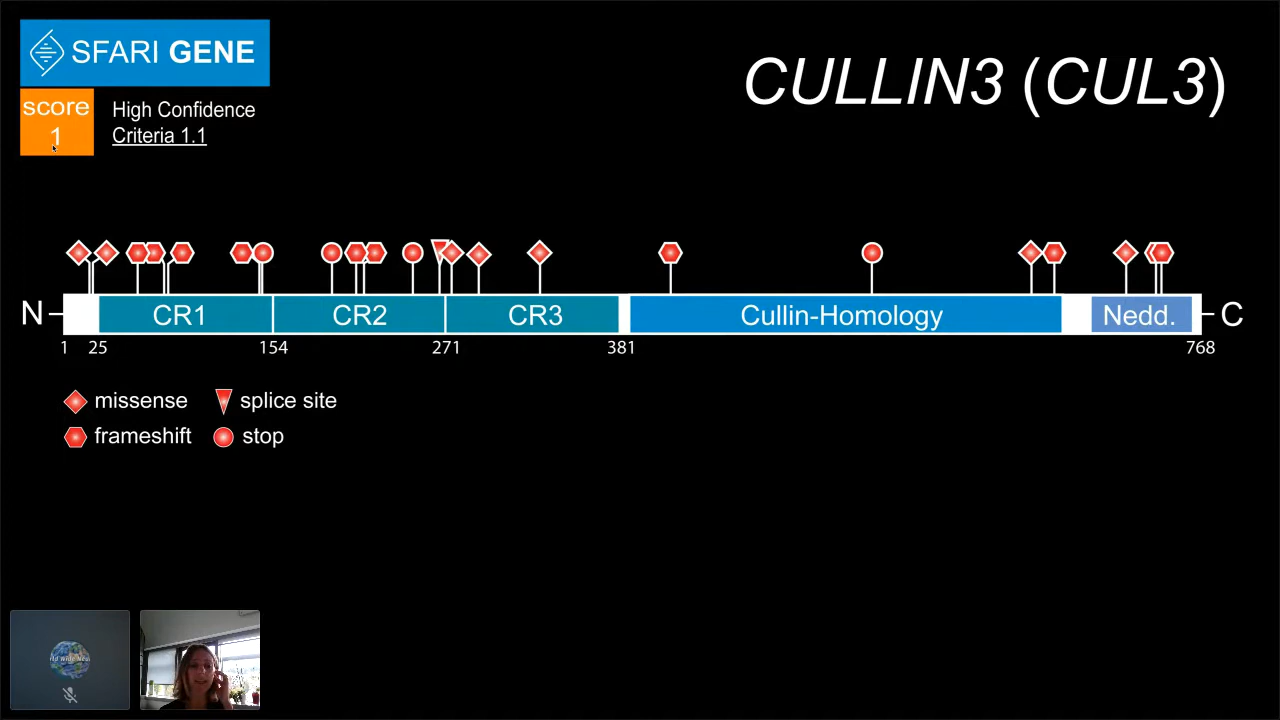 SFARI GENE
CULLIN3 (CUL3)
score
1
High Confidence
Criteria 1.1
N
CR1
CR2
CR3
Cullin-Homology
Nedd.
C
1
25
154
271
381
768
missense
splice site
frameshift
stop